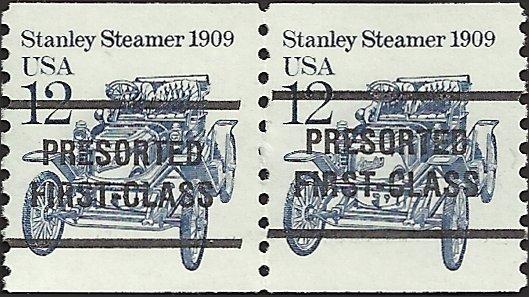 Stanley Steamer 1909
USA
12
PRESORTED
FIRST-CLASS
Stanley Steamer 1909
USA
12
PRESORTED
FIRST-CLASS